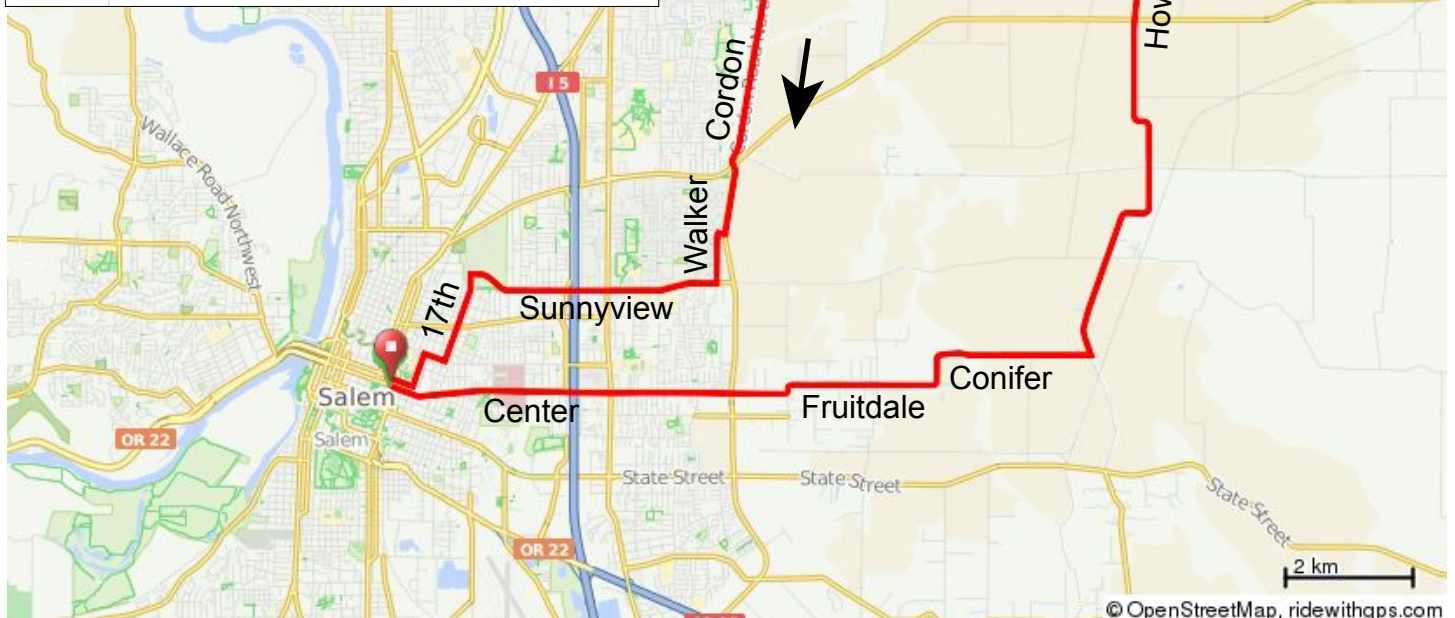 How
I 5
Cordon
Wallace Road Northwest
Walker
17th
Sunnyview
Conifer
Salem
Center
Fruitdale
OR 22
Salem
State Street
State Street
State Street
OR 22
2 km
© OpenStreetMap, ridewithgps.com